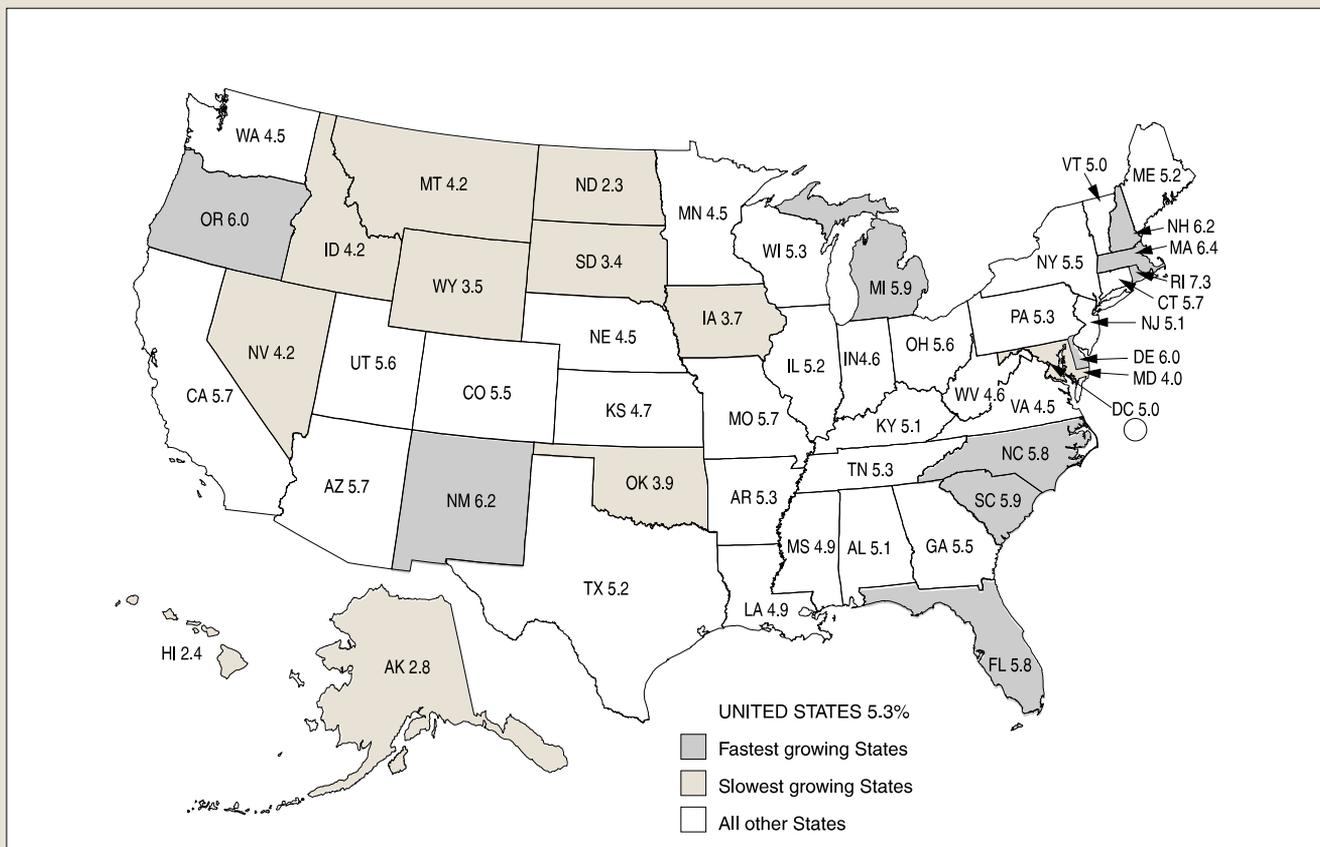 WA 4.5
MT 4.2
ND 2.3
MN 4.5
VT 5.0
ME 5.2
OR 6.0
ID 4.2
WY 3.5
SD 3.4
WI 5.3
MI 5.9
NY 5.5
NH 6.2
MA 6.4
RI 7.3
CT 5.7
NJ 5.1
DE 6.0
MD 4.0
DC 5.0
NV 4.2
UT 5.6
CO 5.5
NE 4.5
IA 3.7
IL 5.2
IN4.6
OH 5.6
PA 5.3
CA 5.7
KS 4.7
MO 5.7
KY 5.1
WV 4.6
VA 4.5
AZ 5.7
NM 6.2
OK 3.9
AR 5.3
TN 5.3
NC 5.8
SC 5.9
TX 5.2
LA 4.9
MS 4.9
AL 5.1
GA 5.5
FL 5.8
HI 2.4
AK 2.8
UNITED STATES 5.3%
Fastest growing States
Slowest growing States
All other States